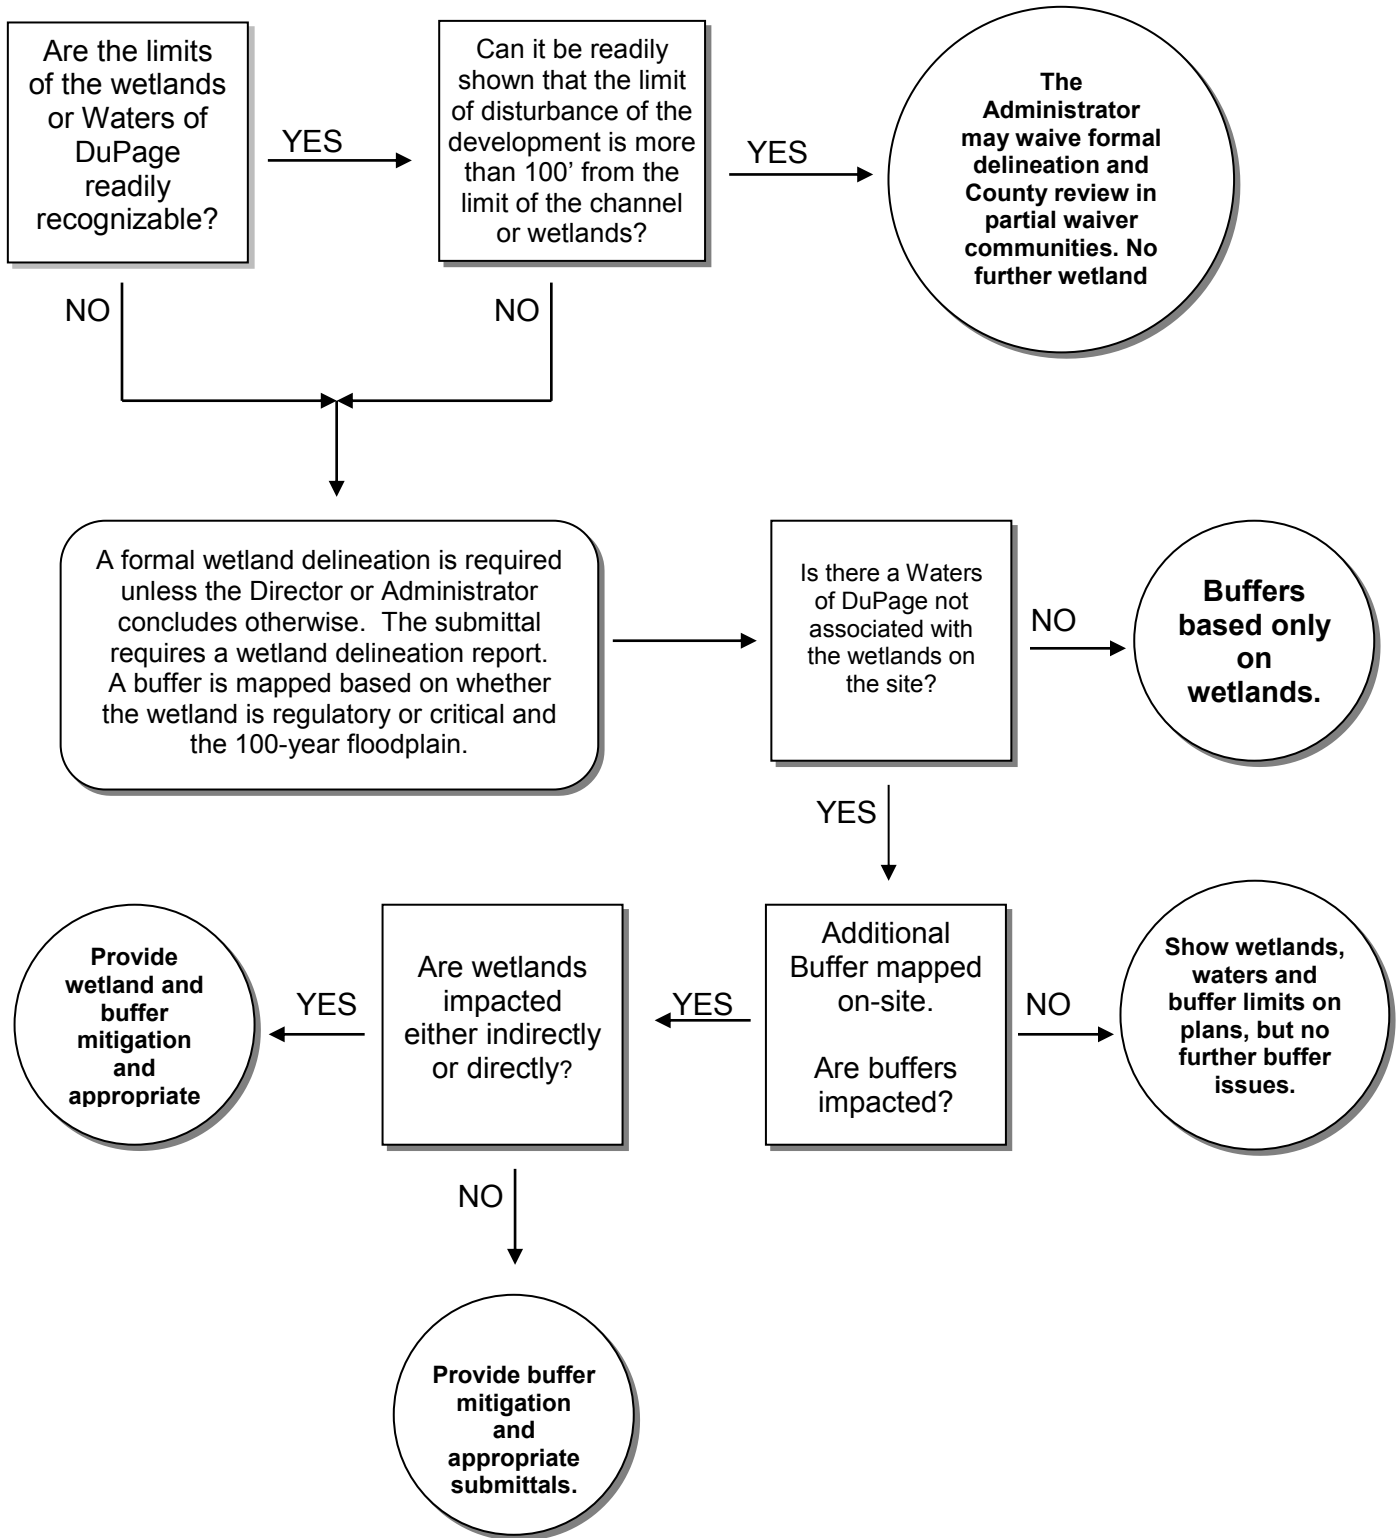 Are the limits
of the wetlands
or Waters of
DuPage
readily
recognizable?
YES
Can it be readily
shown that the limit
of disturbance of the
development is more
than 100’ from the
limit of the channel
or wetlands?
YES
The
Administrator
may waive formal
delineation and
County review in
partial waiver
communities. No
further wetland
NO
NO
A formal wetland delineation is required
unless the Director or Administrator
concludes otherwise.  The submittal
requires a wetland delineation report.
A buffer is mapped based on whether
the wetland is regulatory or critical and
the 100-year floodplain.
Is there a Waters
of DuPage not
associated with
the wetlands on
the site?
NO
Buffers
based only
on
wetlands.
YES
Provide
wetland and
buffer
mitigation
and
appropriate
YES
Are wetlands
impacted
either indirectly
or directly?
YES
Additional
Buffer mapped
on-site.
Are buffers
impacted?
NO
Show wetlands,
waters and
buffer limits on
plans, but no
further buffer
issues.
NO
Provide buffer
mitigation
and
appropriate
submittals.